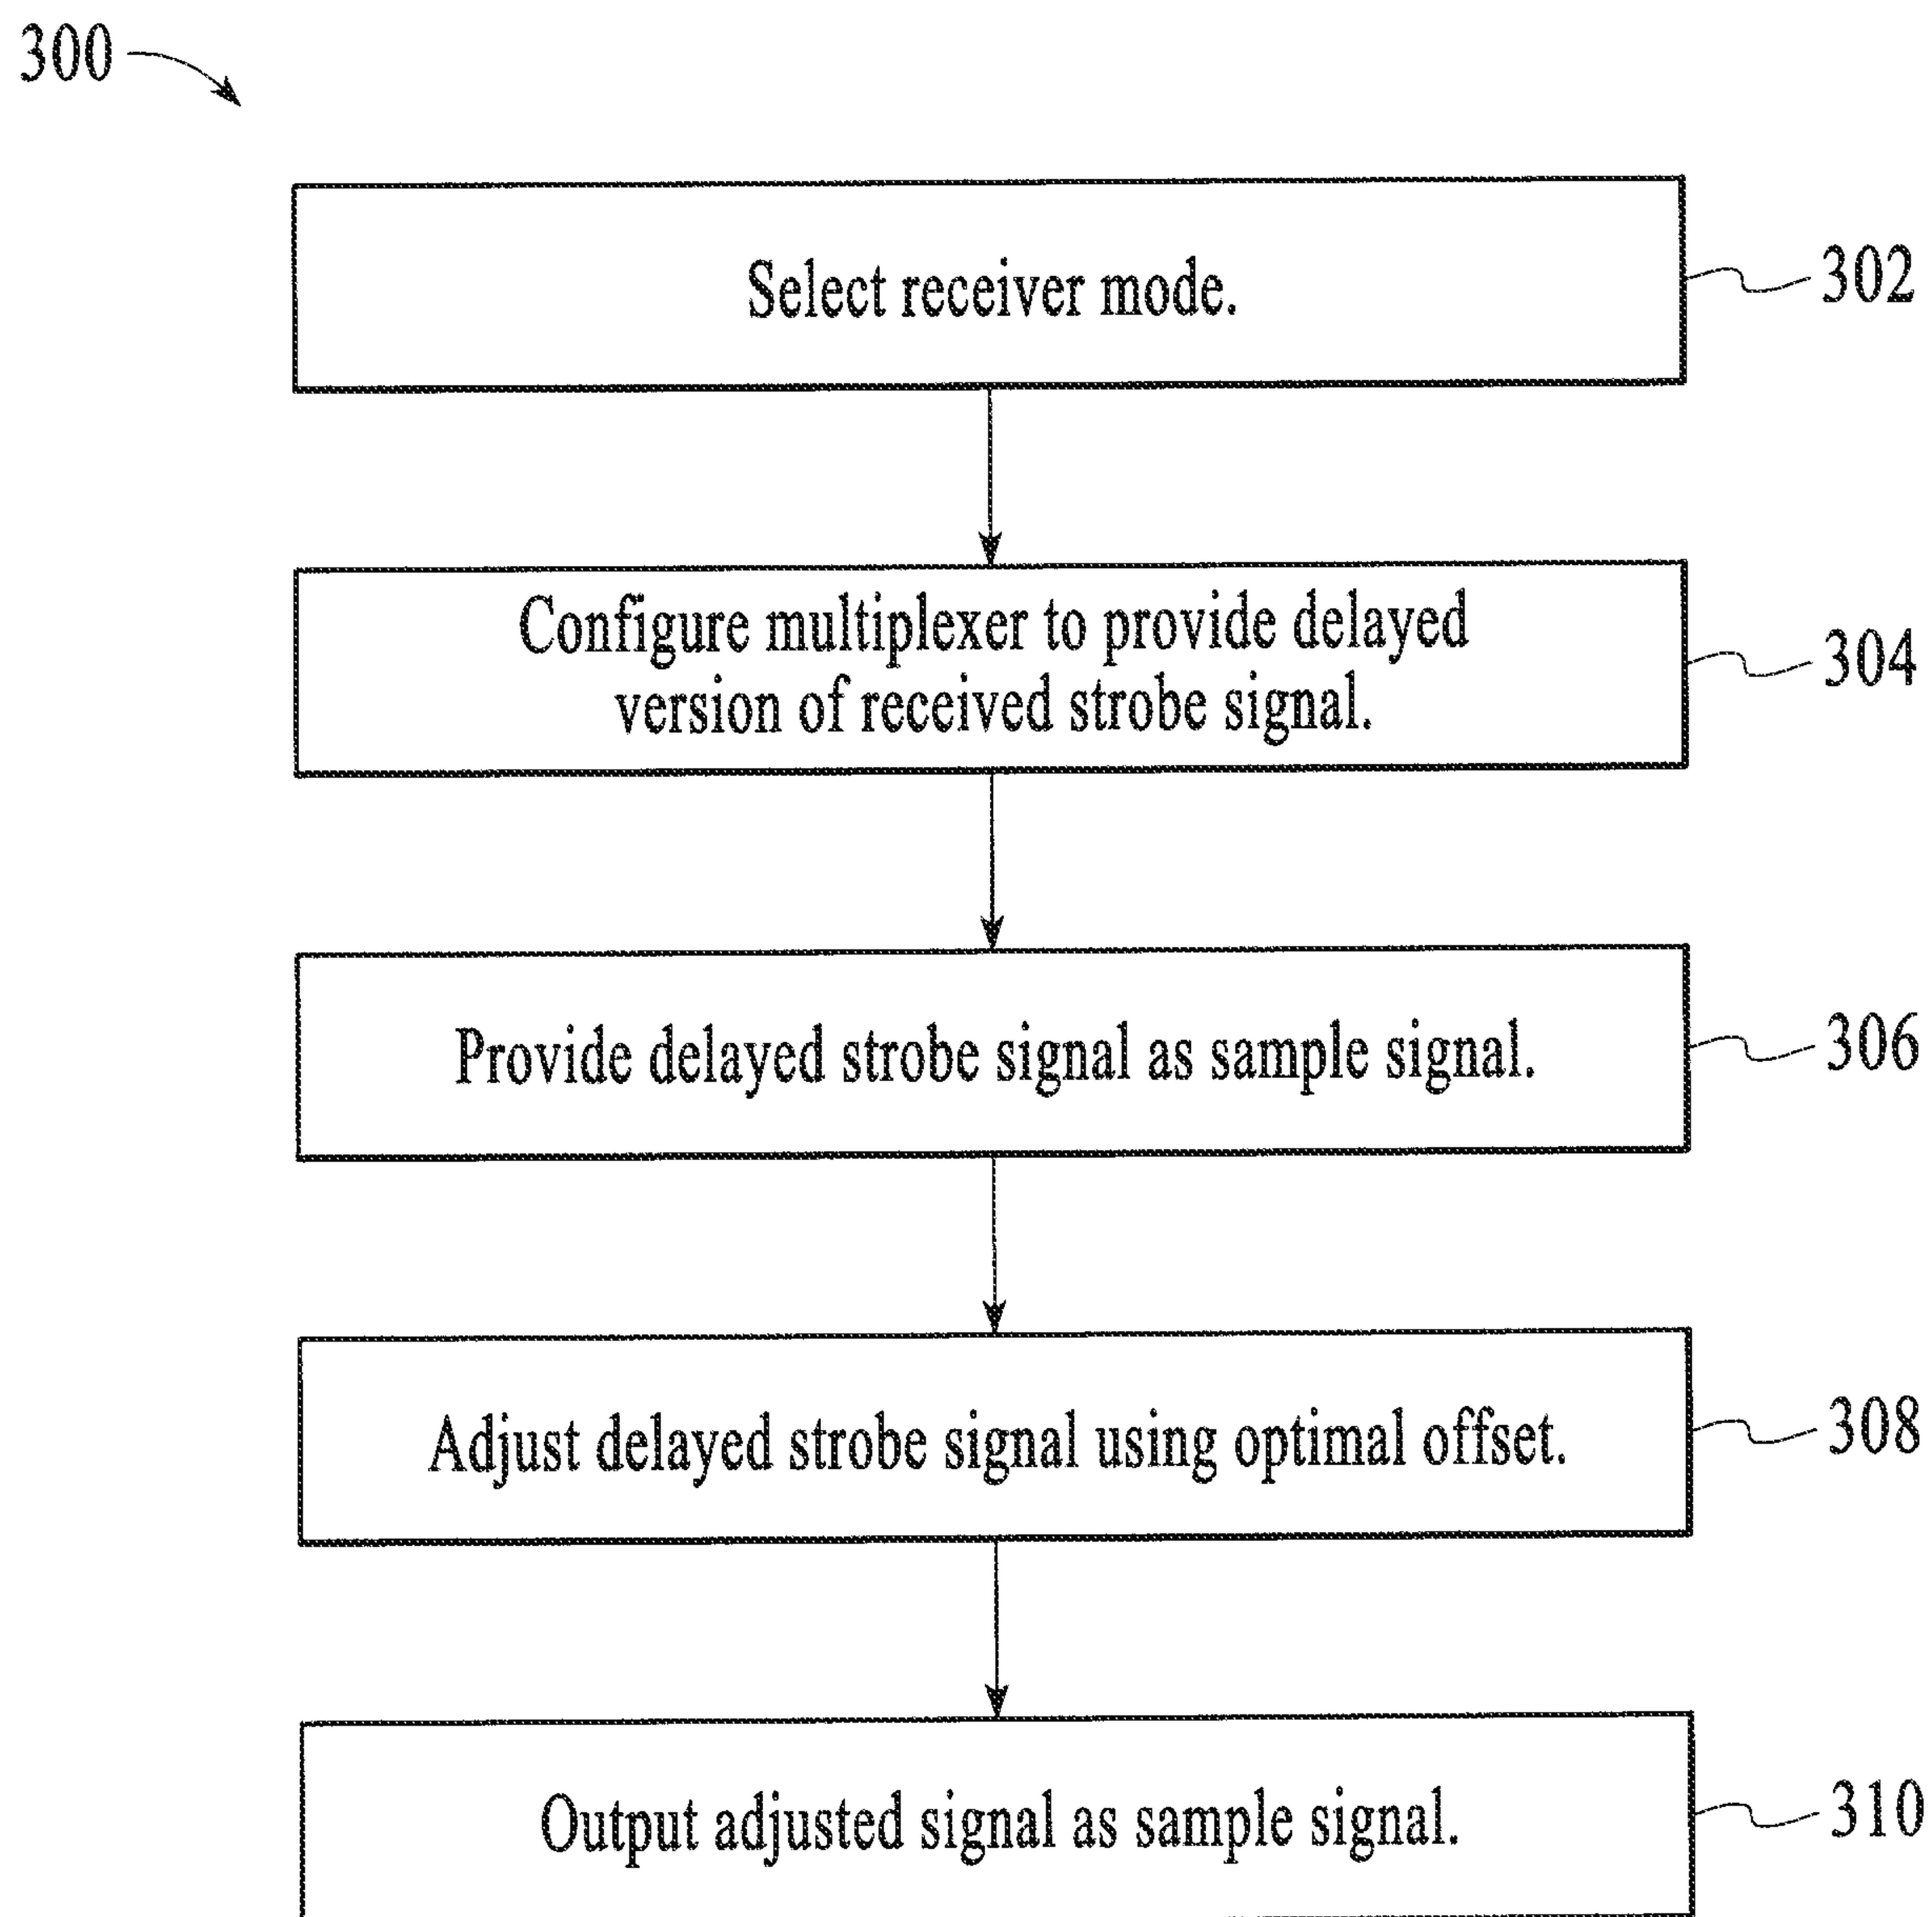 300
Select receiver mode.
302
Configure multiplexer to provide delayed
version of received strobe signal.
304
Provide delayed strobe signal as sample signal.
306
Adjust delayed strobe signal using optimal offset.
308
Output adjusted signal as sample signal.
310